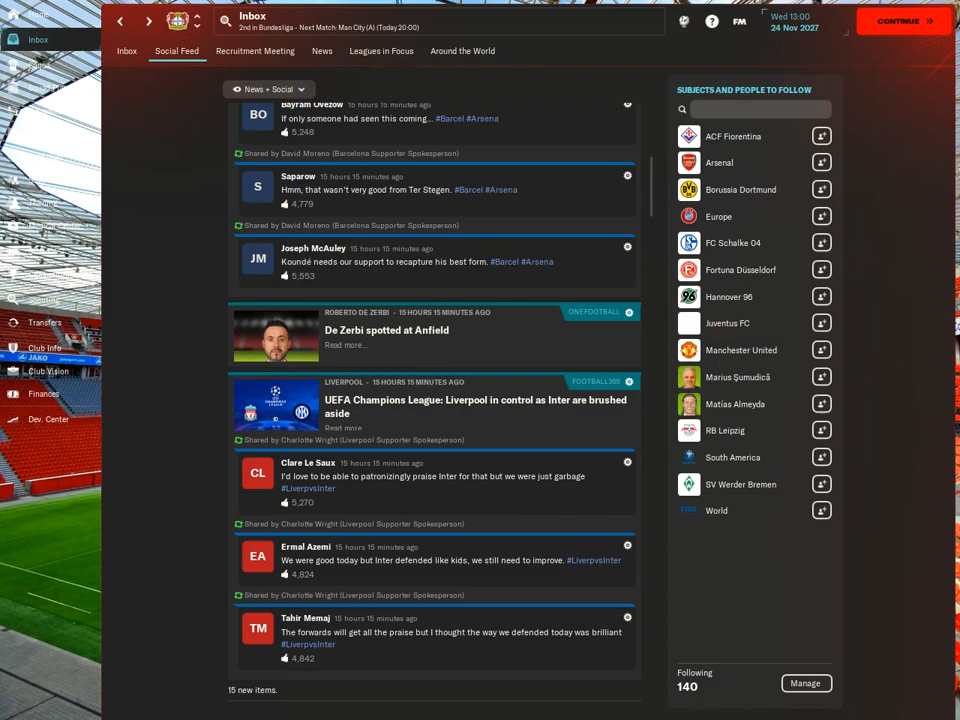 Home
Inbox
2nd in Bundesliga - Next Match: Man City (A) (Today 20:00)
?
FM
Wed 13:00
24 Nov 2027
CONTINUE
Inbox
Inbox
Social Feed
Recruitment Meeting
News
Leagues in Focus
Around the World
News + Social
BO
Bayram Ovezow 15 hours 15 minutes ago
If only someone had seen this coming... #Barcel #Arsena
5,248
Shared by David Moreno (Barcelona Supporter Spokesperson)
S
Saparow 15 hours 15 minutes ago
Hmm, that wasn't very good from Ter Stegen. #Barcel #Arsena
4,779
Shared by David Moreno (Barcelona Supporter Spokesperson)
JM
Joseph McAuley 15 hours 15 minutes ago
Koundé needs our support to recapture his best form. #Barcel #Arsena
5,553
ROBERTO DE ZERBI - 15 HOURS 15 MINUTES AGO
ONEFOOTBALL
De Zerbi spotted at Anfield
Read more...
LIVERPOOL - 15 HOURS 15 MINUTES AGO
FOOTBALL365
UEFA Champions League: Liverpool in control as Inter are brushed
aside
Read more
Shared by Charlotte Wright (Liverpool Supporter Spokesperson)
CL
Clare Le Saux 15 hours 15 minutes ago
I'd love to be able to patronizingly praise Inter for that but we were just garbage
#LiverpvsInter
5,270
Shared by Charlotte Wright (Liverpool Supporter Spokesperson)
EA
Ermal Azemi 15 hours 15 minutes ago
We were good today but Inter defended like kids, we still need to improve. #LiverpvsInter
4,824
Shared by Charlotte Wright (Liverpool Supporter Spokesperson)
TM
Tahir Memaj 15 hours 15 minutes ago
The forwards will get all the praise but I thought the way we defended today was brilliant
#LiverpvsInter
4,842
15 new items.
SUBJECTS AND PEOPLE TO FOLLOW
ACF Fiorentina
Arsenal
Borussia Dortmund
Europe
FC Schalke 04
Fortuna Düsseldorf
Hannover 96
Juventus FC
Manchester United
Marius Şumudică
Matías Almeyda
RB Leipzig
South America
SV Werder Bremen
FIFA
World
Following
140
Manage
Scouting
Transfers
JAKO
Club Info
Club Vision
Finances
Dev. Center